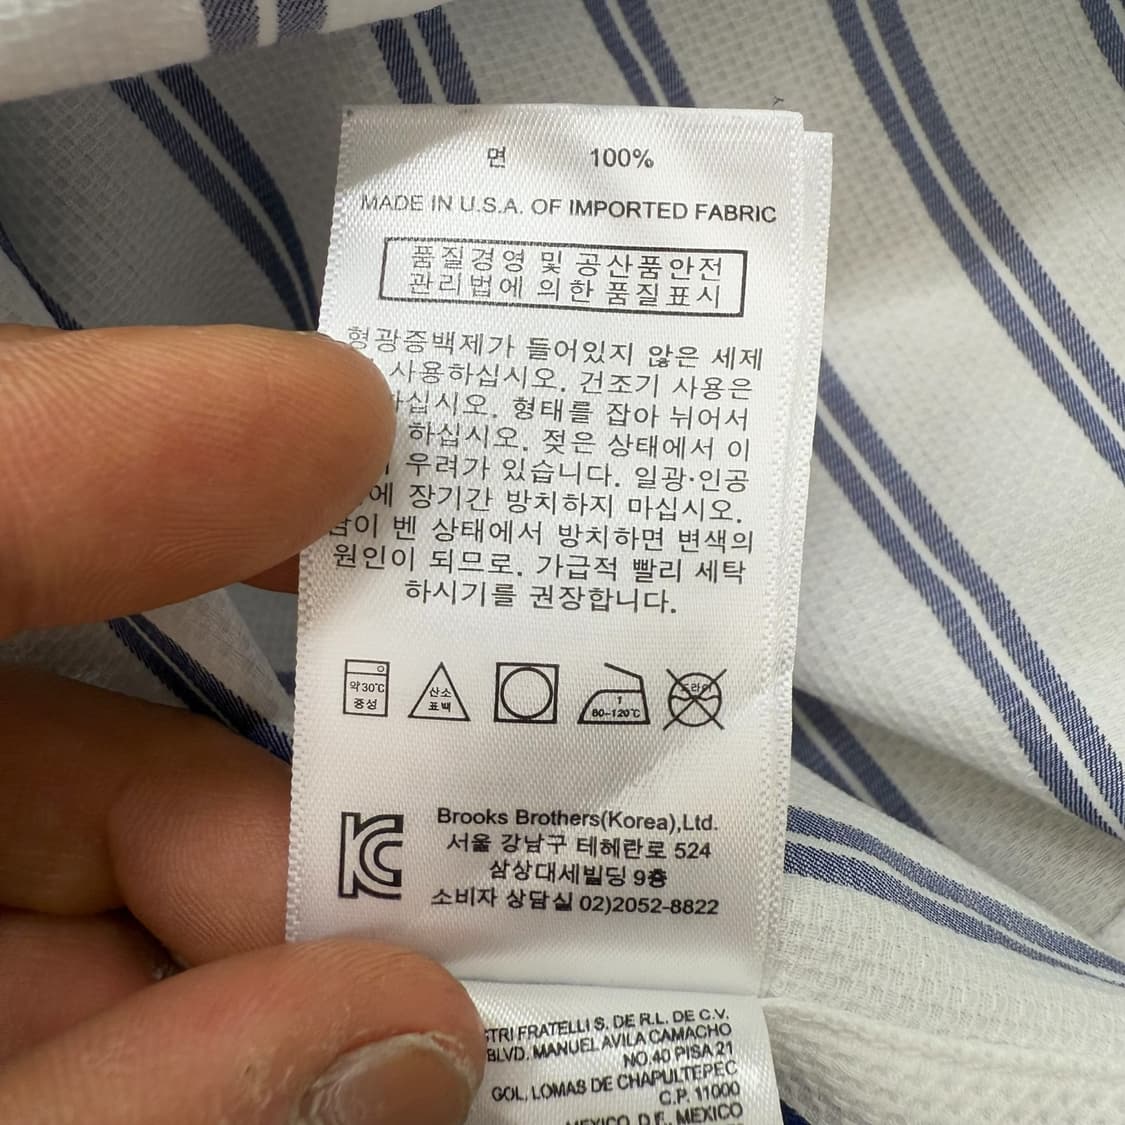 면 100%
MADE IN U.S.A. OF IMPORTED FABRIC
품질경영 및 공산품안전
관리법에 의한 품질표시
형광증백제가 들어있지 않은 세제
사용하십시오. 건조기 사용은
하십시오. 형태를 잡아 뉘어서
하십시오. 젖은 상태에서 이
우려가 있습니다. 일광·인공
에 장기간 방치하지 마십시오.
땀이 벤 상태에서 방치하면 변색의
원인이 되므로. 가급적 빨리 세탁
하시기를 권장합니다.
약30℃
중성
산소
표백
1
80~120℃
드라이
KC
Brooks Brothers(Korea),Ltd.
서울 강남구 테헤란로 524
삼상대세빌딩 9층
소비자 상담실 02)2052-8822
FRATELLI S. DE R.L. DE C.V.
BLVD. MANUEL AVILA CAMACHO
NO.40 PISA 21
GOL, LOMAS DE CHAPULTEPEC
C.P. 11000
MEXICO, D.F., MEXICO